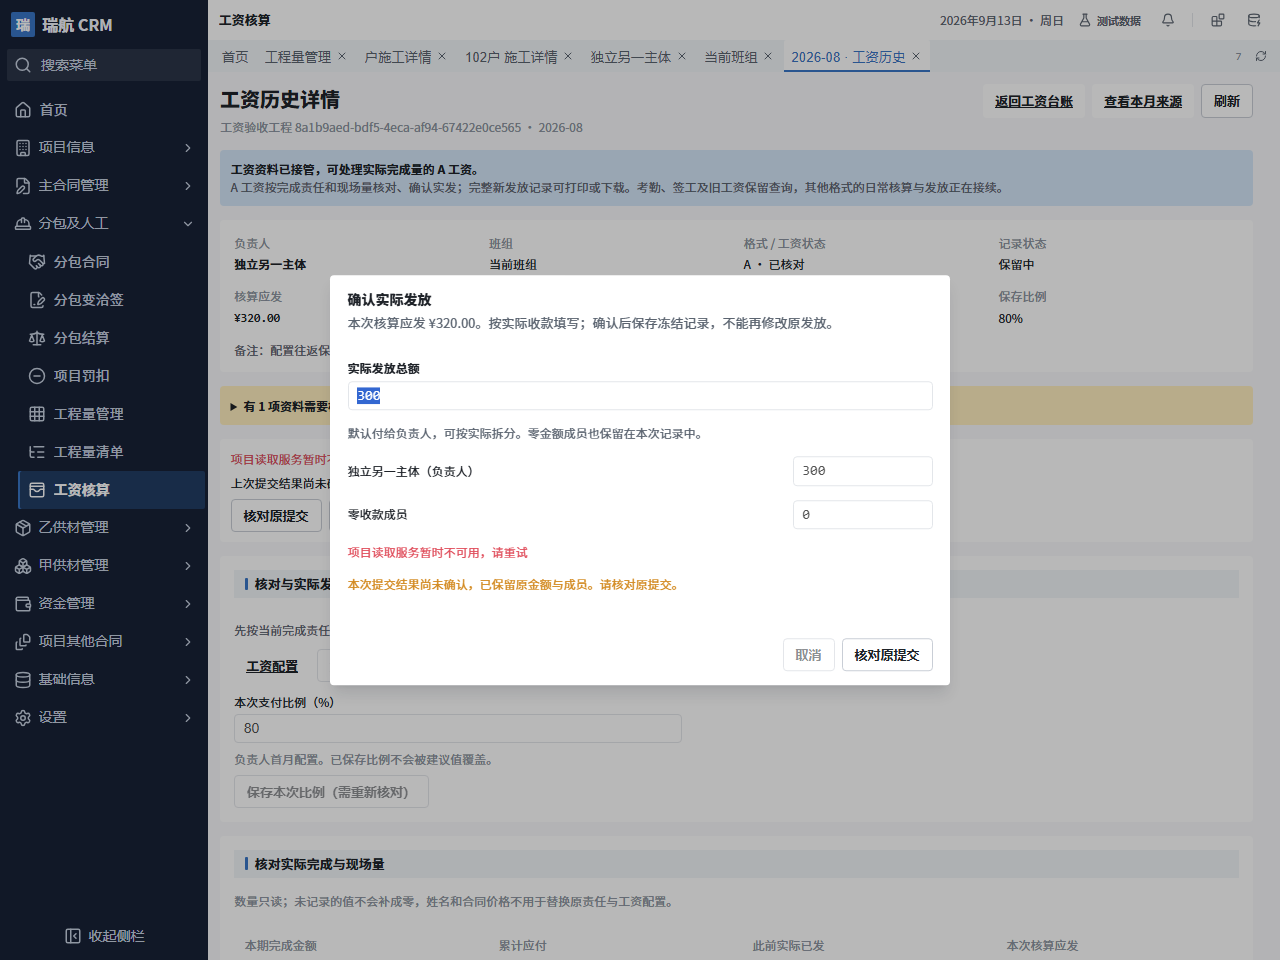 瑞 瑞航 CRM
搜索菜单
首页
项目信息
主合同管理
分包及人工
分包合同
分包变洽签
分包结算
项目罚扣
工程量管理
工程量清单
工资核算
乙供材管理
甲供材管理
资金管理
项目其他合同
基础信息
设置
收起侧栏
工资核算
2026年9月13日 · 周日 测试数据
首页 工程量管理 × 户施工详情 × 102户 施工详情 × 独立另一主体 × 当前班组 × 2026-08 · 工资历史 × 7
工资历史详情
工资验收工程 8a1b9aed-bdf5-4eca-af94-67422e0ce565 · 2026-08
返回工资台账 查看本月来源 刷新
工资资料已接管，可处理实际完成量的 A 工资。
A 工资按完成责任和现场量核对、确认实发；完整新发放记录可打印或下载。考勤、签工及旧工资保留查询，其他格式的日常核算与发放正在接续。
负责人 班组 格式 / 工资状态 记录状态
独立另一主体 当前班组 A · 已核对 保留中
核算应发 保存比例
¥320.00 80%
备注：配置往返保
有 1 项资料需要
项目读取服务暂时
上次提交结果尚未
核对原提交
核对与实际发
先按当前完成责任
工资配置
本次支付比例（%）
80
负责人首月配置。已保存比例不会被建议值覆盖。
保存本次比例（需重新核对）
核对实际完成与现场量
数量只读；未记录的值不会补成零，姓名和合同价格不用于替换原责任与工资配置。
本期完成金额 累计应付 此前实际已发 本次核算应发
确认实际发放
本次核算应发 ¥320.00。按实际收款填写；确认后保存冻结记录，不能再修改原发放。
实际发放总额
300
默认付给负责人，可按实际拆分。零金额成员也保留在本次记录中。
独立另一主体（负责人） 300
零收款成员 0
项目读取服务暂时不可用，请重试
本次提交结果尚未确认，已保留原金额与成员。请核对原提交。
取消 核对原提交